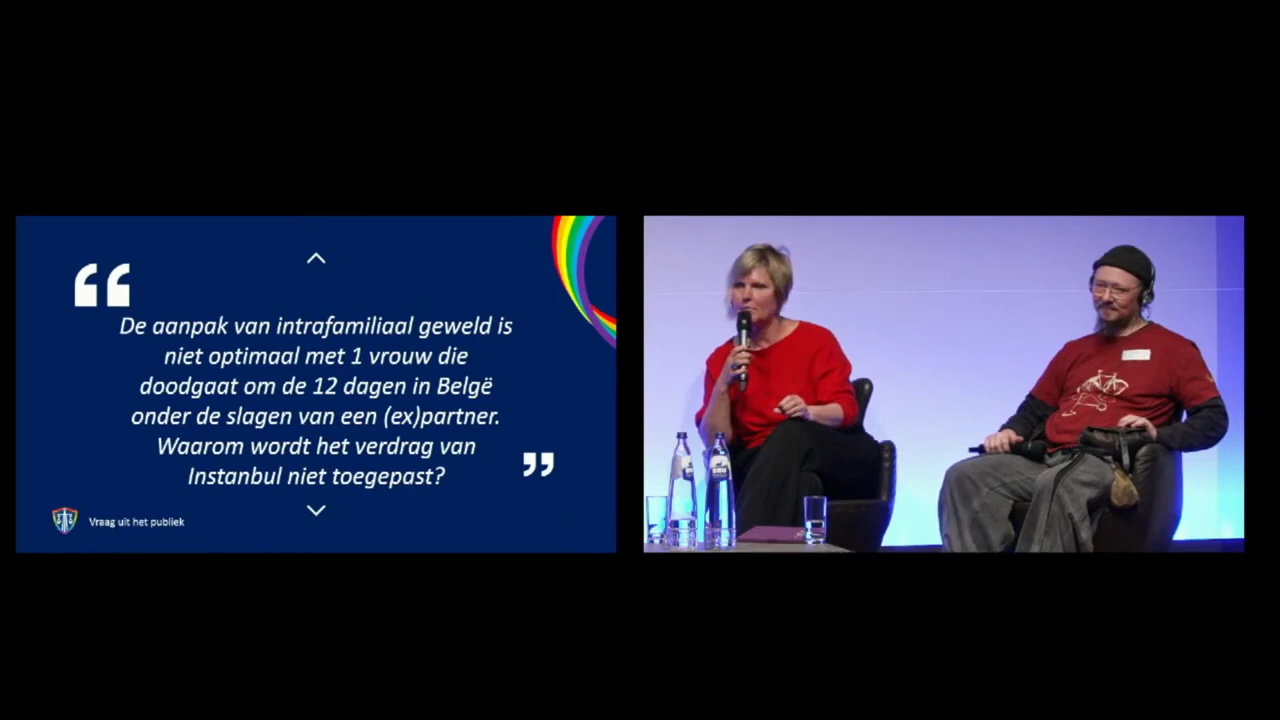 De aanpak van intrafamiliaal geweld is
niet optimaal met 1 vrouw die
doodgaat om de 12 dagen in Belgë
onder de slagen van een (ex)partner.
Waarom wordt het verdrag van
Instanbul niet toegepast?
Vraag uit het publiek
BRU